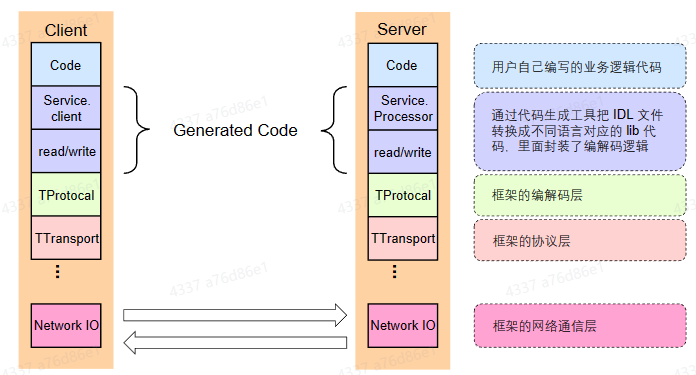 Client
Server
Code
Code
用户自己编写的业务逻辑代码
Service.
client
Generated Code
Service.
Processor
通过代码生成工具把 IDL 文件
转换成不同语言对应的 lib 代
码，里面封装了编解码逻辑
read/write
read/write
TProtocal
TProtocal
框架的编解码层
TTransport
TTransport
框架的协议层
Network IO
Network IO
框架的网络通信层
4337 a76d86e1